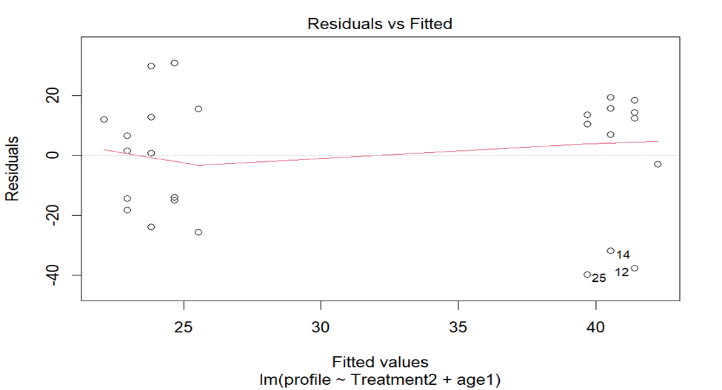 Residuals vs Fitted
Residuals
20
0
-20
-40
14
12
25
25
30
35
40
Fitted values
lm(profile ~ Treatment2 + age1)